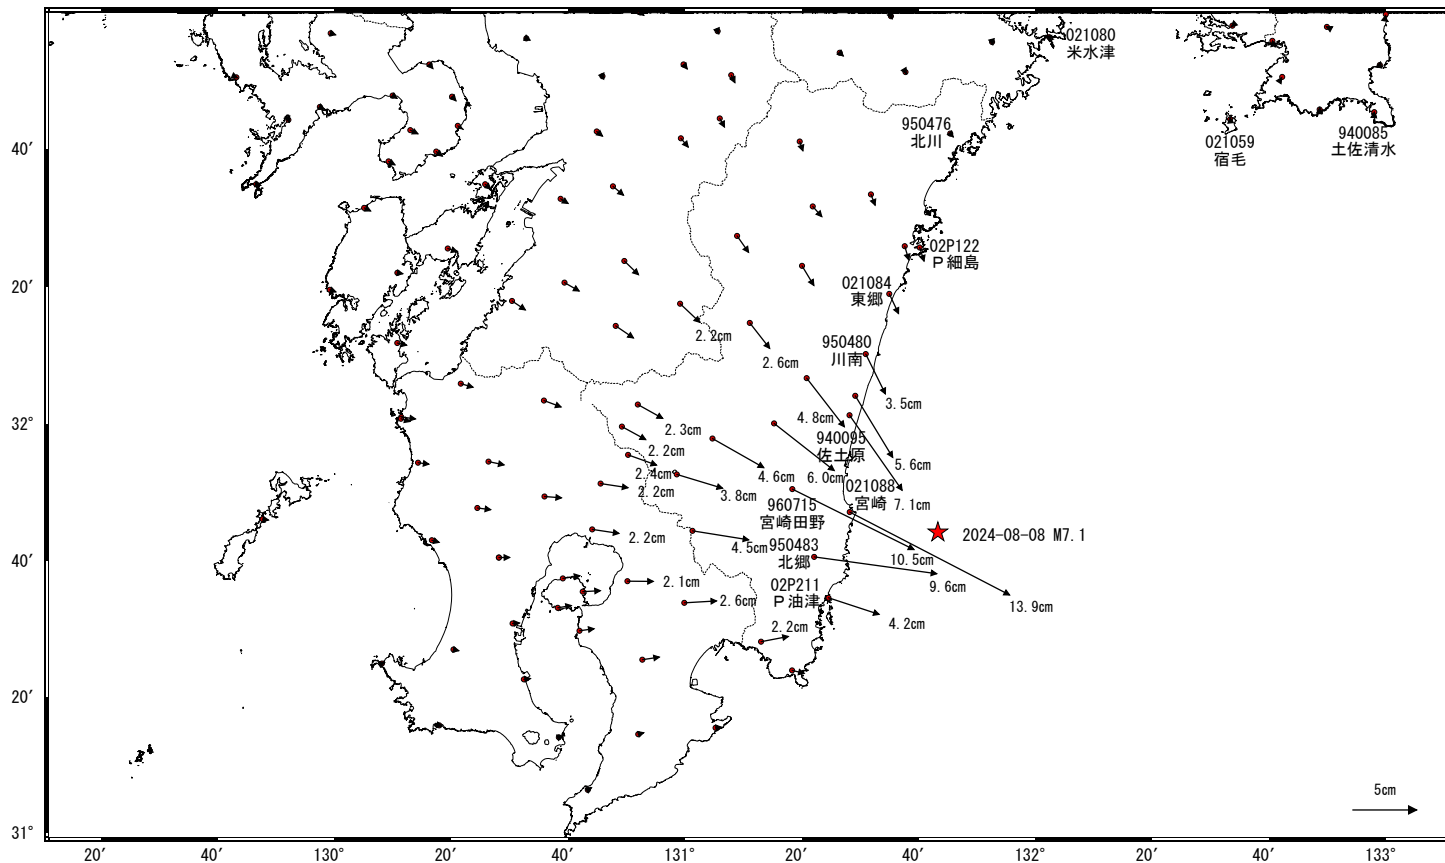 021080
米水津
950476
北川
021059
宿毛
940085
土佐清水
40′
02P122
P細島
20′
021084
東郷
2.2cm
950480
川南
2.6cm
3.5cm
32°
4.8cm
2.3cm
940095
佐土原
2.2cm
5.6cm
2.4cm
4.6cm
6.0cm
2.2cm
3.8cm
021088
宮崎
7.1cm
960715
宮崎田野
2024-08-08 M7.1
2.2cm
4.5cm
950483
北郷
10.5cm
40′
2.1cm
02P211
P油津
9.6cm
2.6cm
13.9cm
4.2cm
2.2cm
20′
5cm
31°
20′
40′
130°
20′
40′
131°
20′
40′
132°
20′
40′
133°